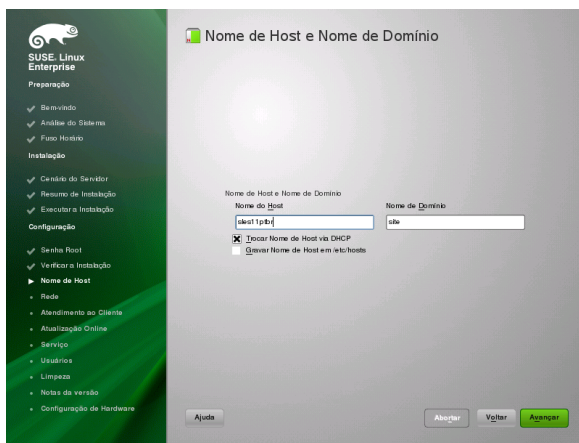 SUSE. Linux
Enterprise
Preparação
Bem-vindo
Análise do Sistema
Fuso Horário
Instalação
Cenário do Servidor
Resumo de Instalação
Executar a Instalação
Configuração
Senha Root
Verificar a Instalação
Nome de Host
Rede
Atendimento ao Cliente
Atualização Online
Serviço
Usuários
Limpeza
Notas da versão
Configuração de Hardware
Nome de Host e Nome de Domínio
Nome de Host e Nome de Domínio
Nome do Host
Nome de Domínio
sles11ptbr
site
Trocar Nome de Host via DHCP
Gravar Nome de Host em /etc/hosts
Ajuda
Abortar
Voltar
Avançar